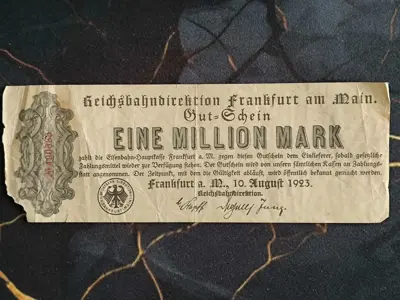 Reichsbahndirektion Frankfurt am Main.
Gut=Schein
EINE MILLION MARK
zahlt die Eisenbahn=Hauptkasse Frankfurt a. M. gegen diesen Gutschein dem Einlieferer, sobald gesetzliche
Zahlungsmittel wieder zur Verfügung stehen. Der Gutschein wird von unseren sämtlichen Kassen an Zahlungs=
statt angenommen. Der Zeitpunkt, mit dem die Gültigkeit abläuft, wird öffentlich bekannt gemacht werden.
Frankfurt a. M., 10. August 1923.
Reichsbahndirektion.